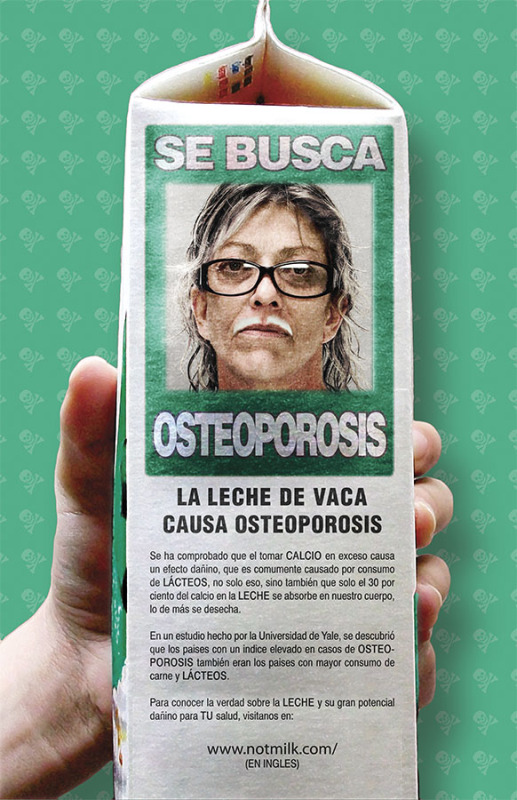 SE BUSCA
OSTEOPOROSIS
LA LECHE DE VACA
CAUSA OSTEOPOROSIS
Se ha comprobado que el tomar CALCIO en exceso causa
un efecto dañino, que es comumente causado por consumo
de LÁCTEOS, no solo eso, sino también que solo el 30 por
ciento del calcio en la LECHE se absorbe en nuestro cuerpo,
lo de más se desecha.
En un estudio hecho por la Universidad de Yale, se descubrió
que los paises con un indice elevado en casos de OSTEO-
POROSIS también eran los paises con mayor consumo de
carne y LÁCTEOS.
Para conocer la verdad sobre la LECHE y su gran potencial
dañino para TU salud, visitanos en:
www.notmilk.com/
(EN INGLES)